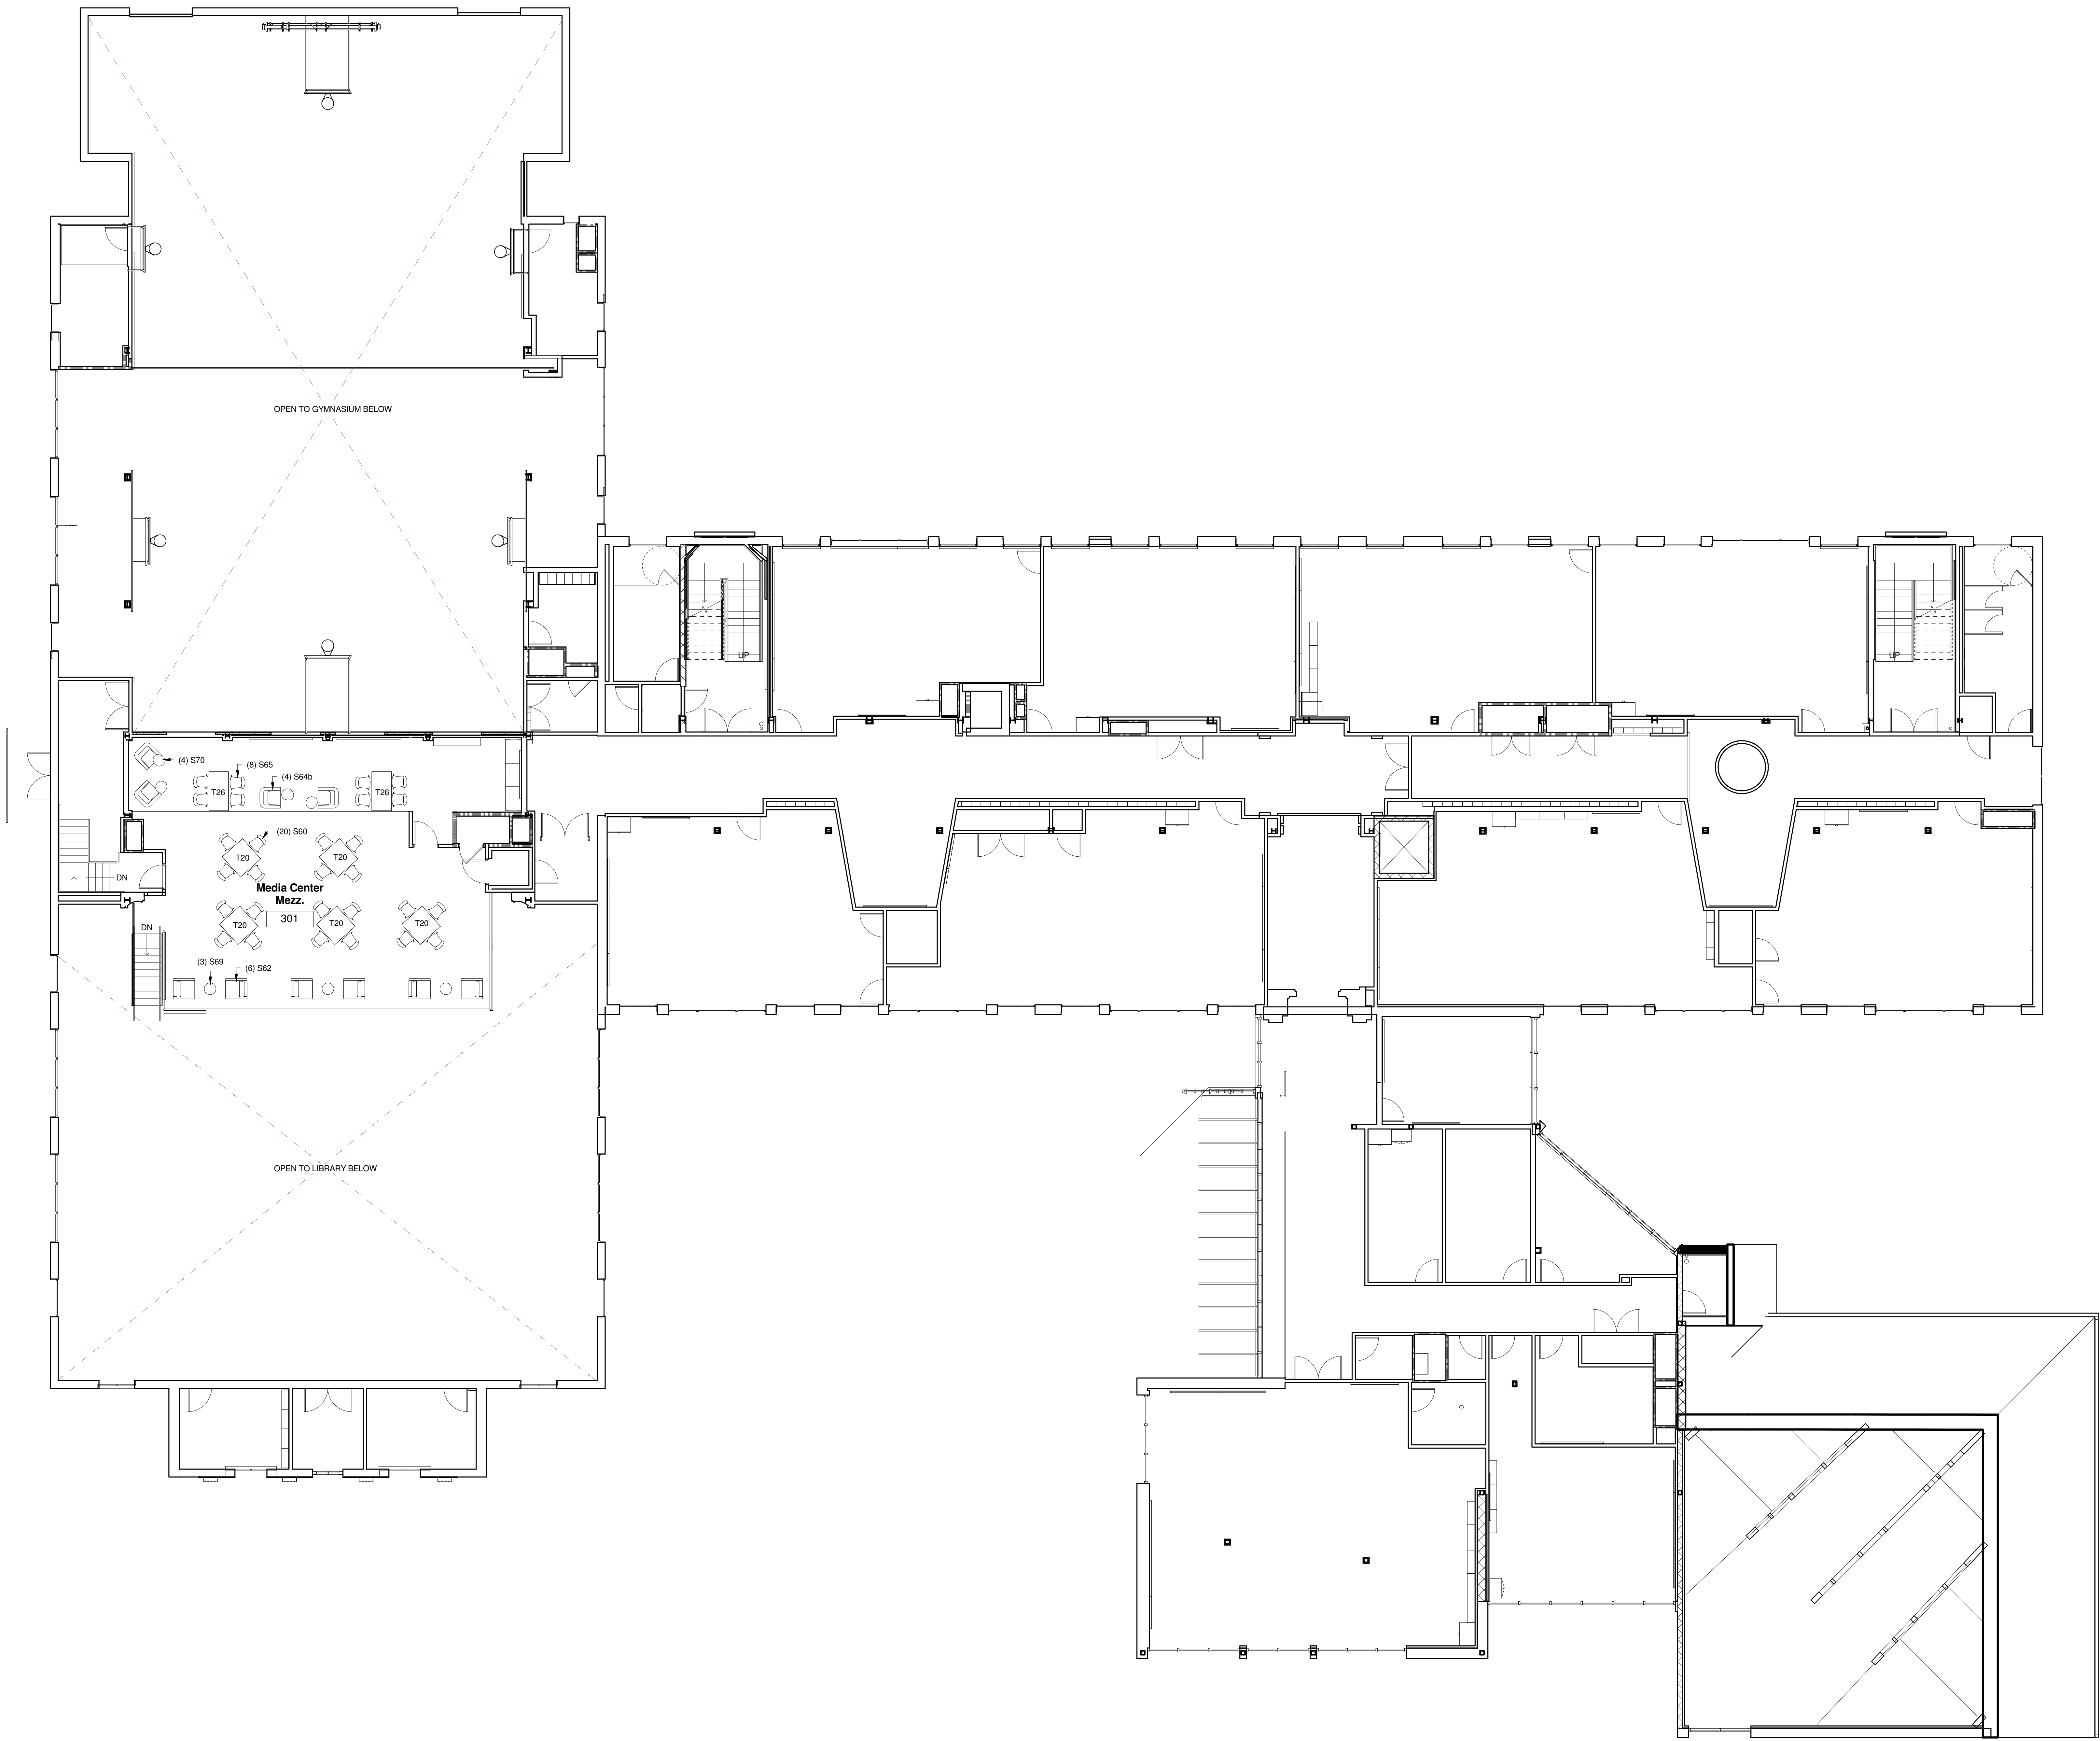 OPEN TO GYMNASIUM BELOW
UP
UP
(4) S70
(8) S65
(4) S64b
T26
T26
(20) S60
T20
T20
DN
Media Center
Mezz.
301
T20
T20
T20
DN
(3) S69
(6) S62
OPEN TO LIBRARY BELOW